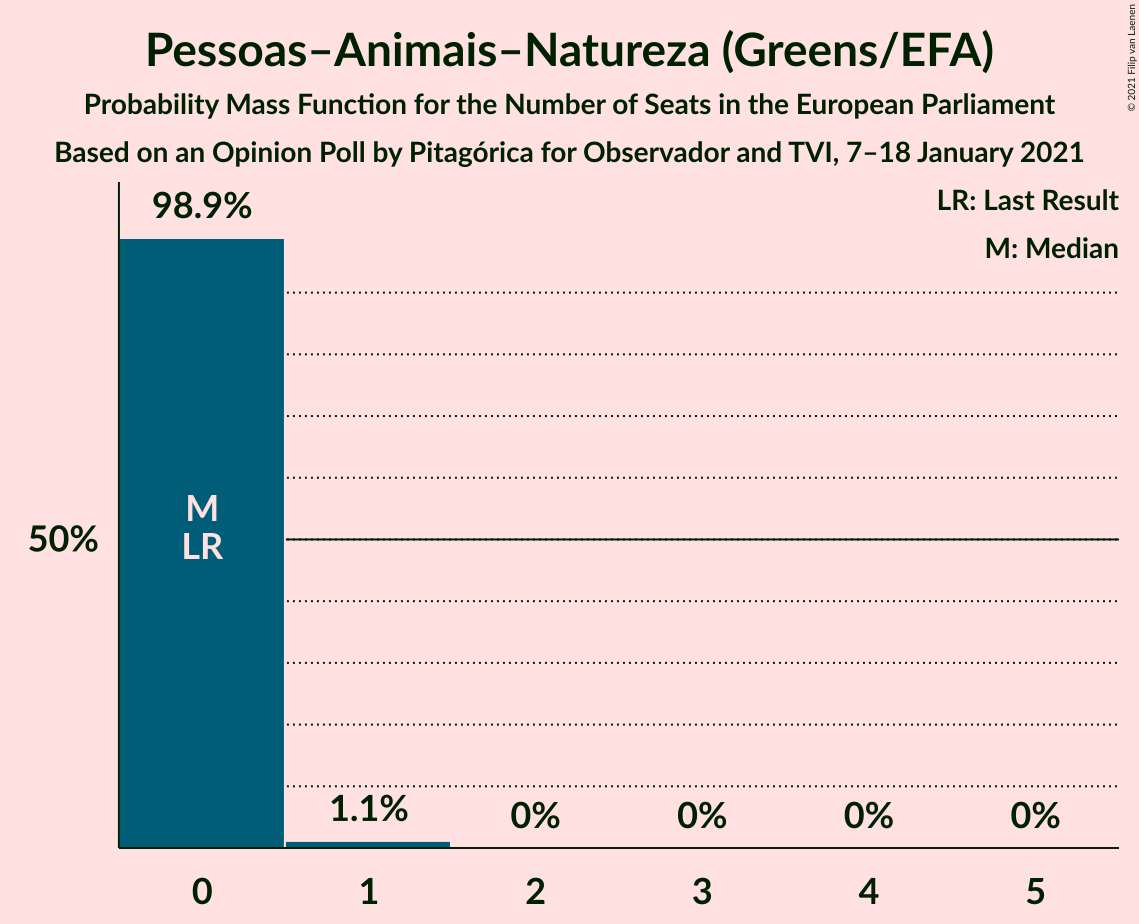 Pessoas–Animais–Natureza (Greens/EFA)
Probability Mass Function for the Number of Seats in the European Parliament
Based on an Opinion Poll by Pitagórica for Observador and TVI, 7–18 January 2021
© 2021 Filip van Laenen
LR: Last Result
M: Median
98.9%
M
LR
50%
1.1%
0%
0%
0%
0%
0
1
2
3
4
5